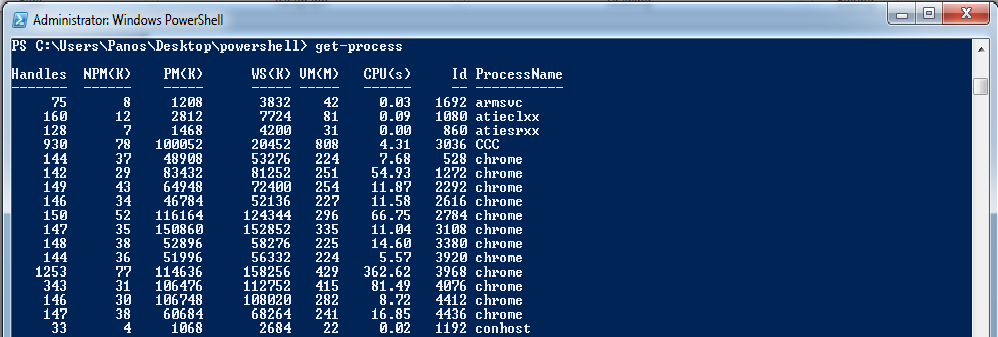 Administrator: Windows PowerShell
PS C:\Users\Panos\Desktop\powershell> get-process
Handles NPM(K) PM(K) WS(K) VM(M) CPU(s) Id ProcessName
------- ------ ----- ----- ----- ------ -- -----------
75 8 1208 3832 42 0.03 1692 armsvc
160 12 2812 7724 81 0.09 1080 atieclxx
128 7 1468 4200 31 0.00 860 atiesrxx
930 78 100052 20452 808 4.31 3036 CCC
144 37 48908 53276 224 7.68 528 chrome
142 29 83432 81252 251 54.93 1272 chrome
149 43 64948 72400 254 11.87 2292 chrome
146 34 46784 52136 227 11.58 2616 chrome
150 52 116164 124344 296 66.75 2784 chrome
147 35 150860 152852 335 11.04 3108 chrome
148 38 52896 58276 225 14.60 3380 chrome
144 36 51996 56332 224 5.57 3920 chrome
1253 77 114636 158256 429 362.62 3968 chrome
343 31 106476 112752 415 81.49 4076 chrome
146 30 106748 108020 282 8.72 4412 chrome
147 38 60684 68264 241 16.85 4436 chrome
33 4 1068 2684 22 0.02 1192 conhost